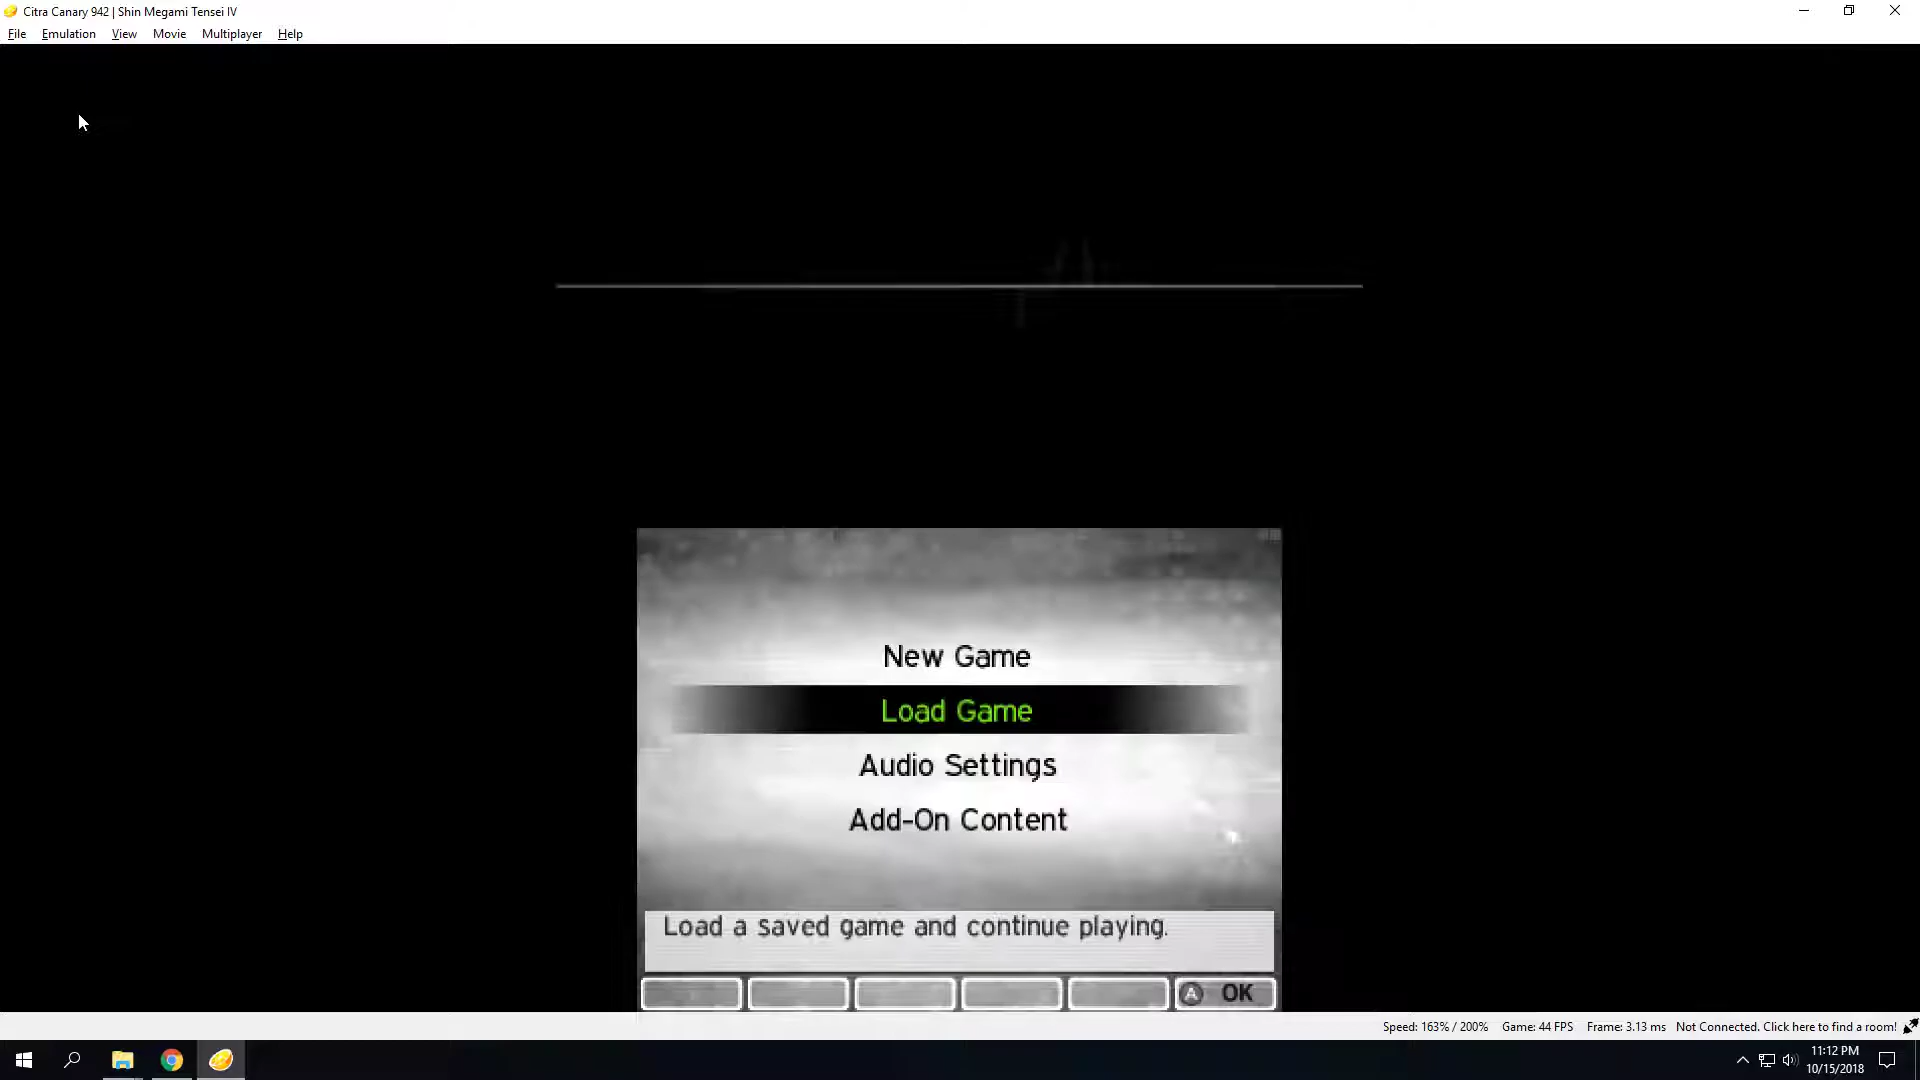 Citra Canary 942 | Shin Megami Tensei IV
File Emulation View Movie Multiplayer Help
New Game
Load Game
Audio Settings
Add-On Content
Load a saved game and continue playing.
A OK
Speed: 163% / 200% Game: 44 FPS Frame: 3.13 ms Not Connected. Click here to find a room!
11:12 PM
10/15/2018